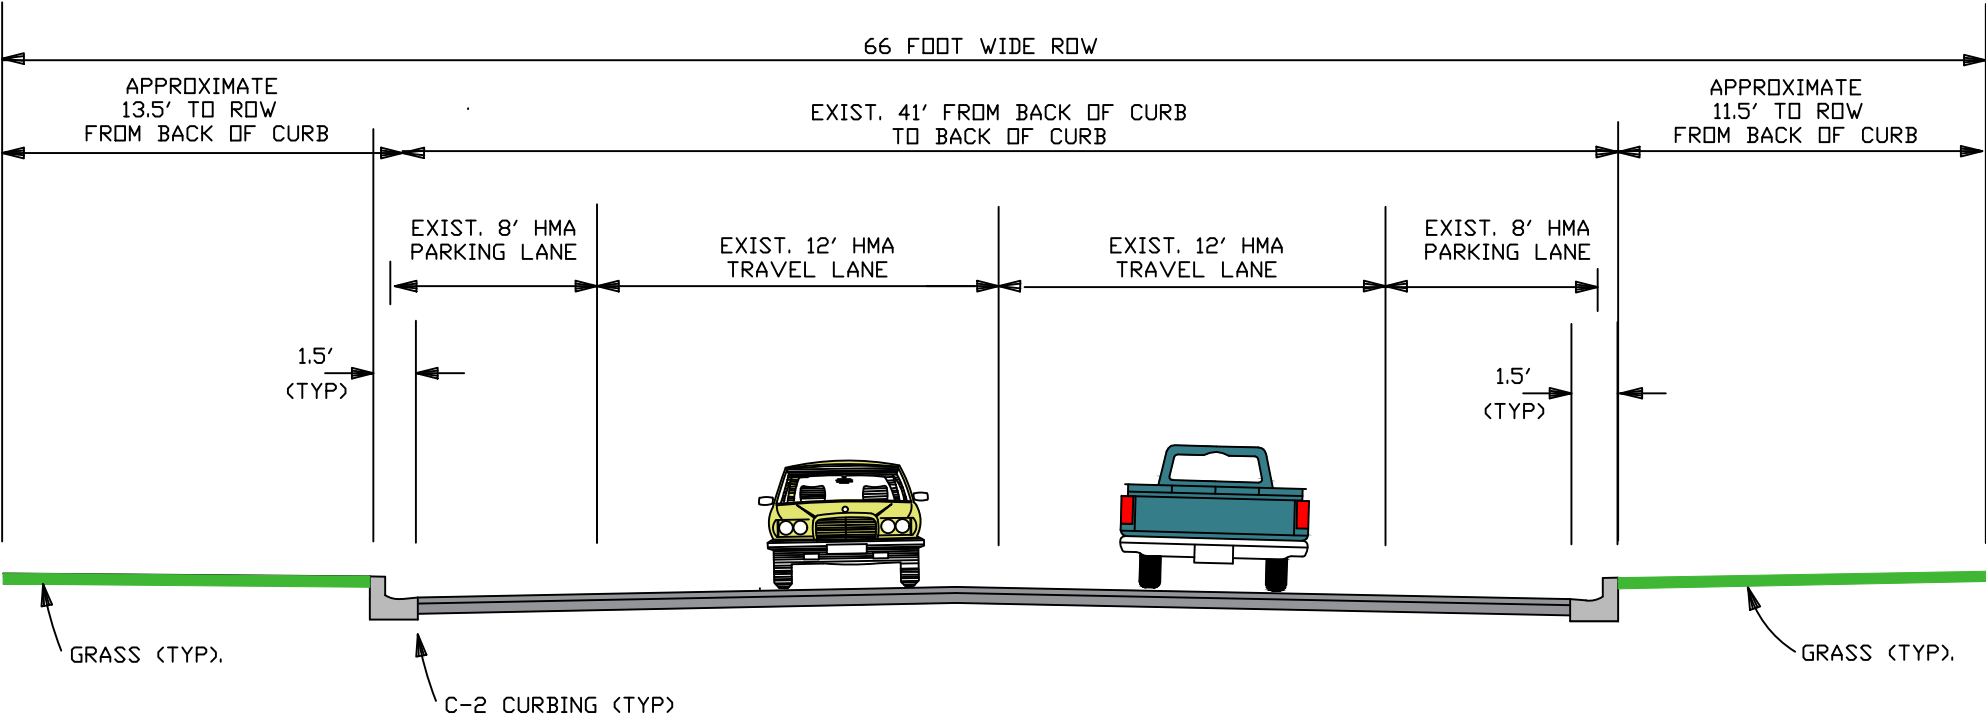 66 FOOT WIDE ROW
APPROXIMATE
13.5' TO ROW
FROM BACK OF CURB
EXIST. 41' FROM BACK OF CURB
TO BACK OF CURB
APPROXIMATE
11.5' TO ROW
FROM BACK OF CURB
EXIST. 8' HMA
PARKING LANE
EXIST. 12' HMA
TRAVEL LANE
EXIST. 12' HMA
TRAVEL LANE
EXIST. 8' HMA
PARKING LANE
1.5'
(TYP)
1.5'
(TYP)
GRASS (TYP).
GRASS (TYP).
C-2 CURBING (TYP)